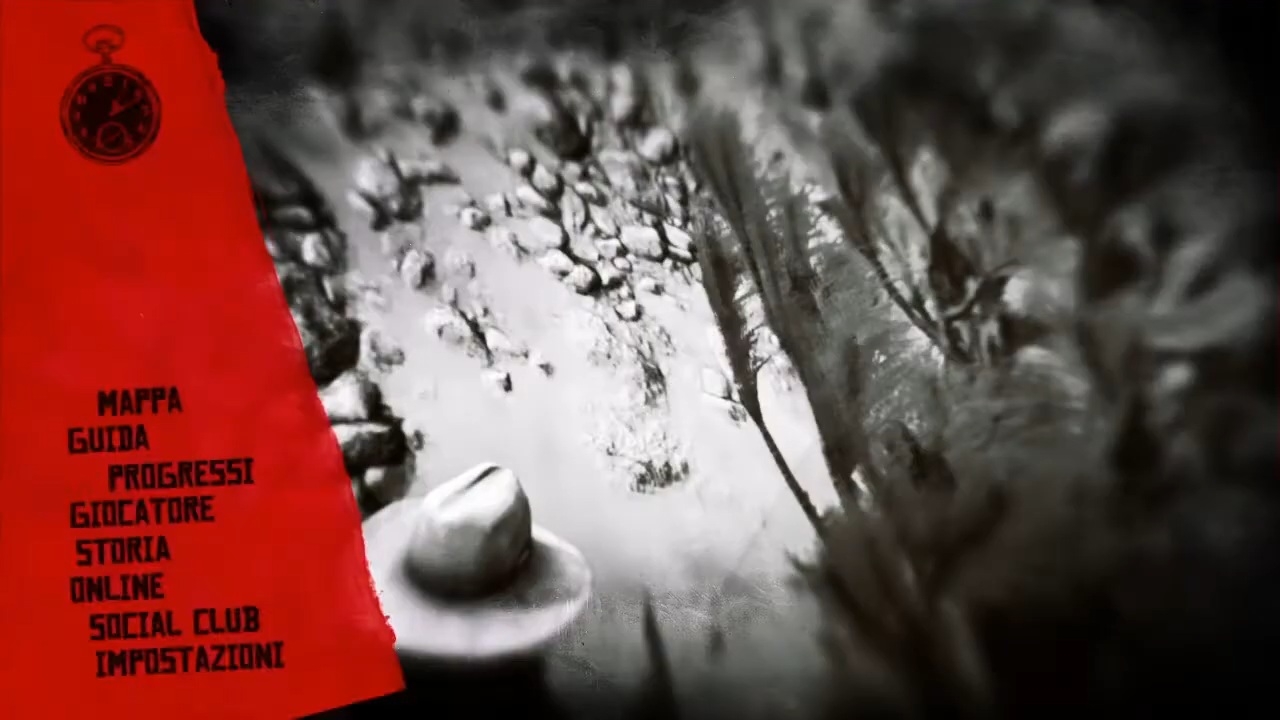 MAPPA
GUIDA
PROGRESSI
GIOCATORE
STORIA
ONLINE
SOCIAL CLUB
IMPOSTAZIONI